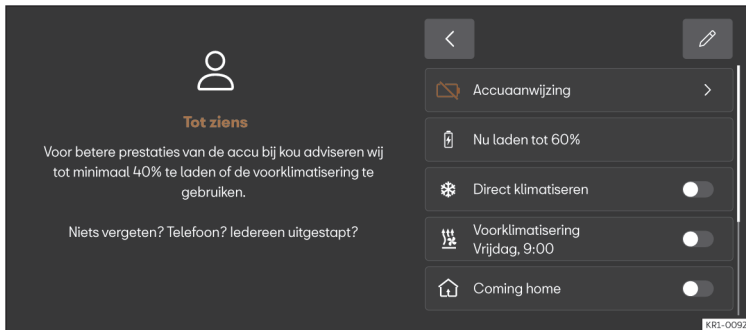 Tot ziens
Voor betere prestaties van de accu bij kou adviseren wij
tot minimaal 40% te laden of de voorklimatisering te
gebruiken.
Niets vergeten? Telefoon? Iedereen uitgestapt?
Accuaanwijzing
Nu laden tot 60%
Direct klimatiseren
Voorklimatisering
Vrijdag, 9:00
Coming home
KR1-0092